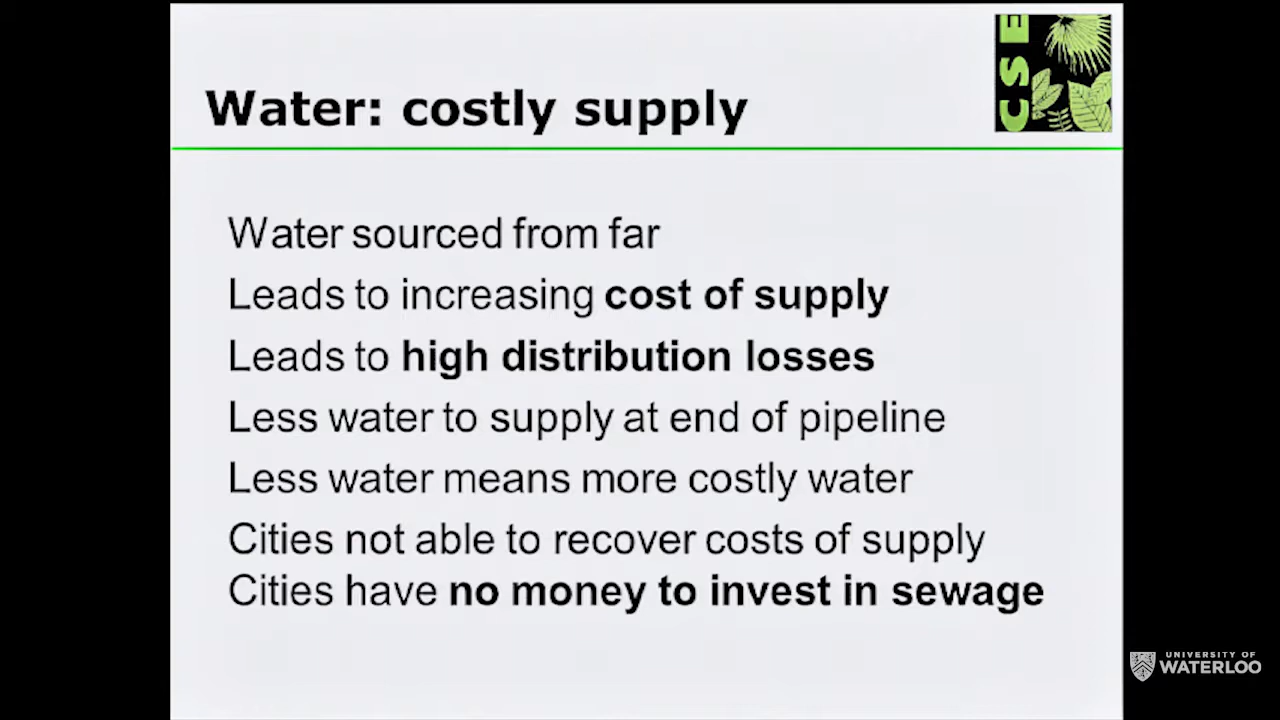 CSE
Water: costly supply
Water sourced from far
Leads to increasing cost of supply
Leads to high distribution losses
Less water to supply at end of pipeline
Less water means more costly water
Cities not able to recover costs of supply
Cities have no money to invest in sewage
UNIVERSITY OF
WATERLOO